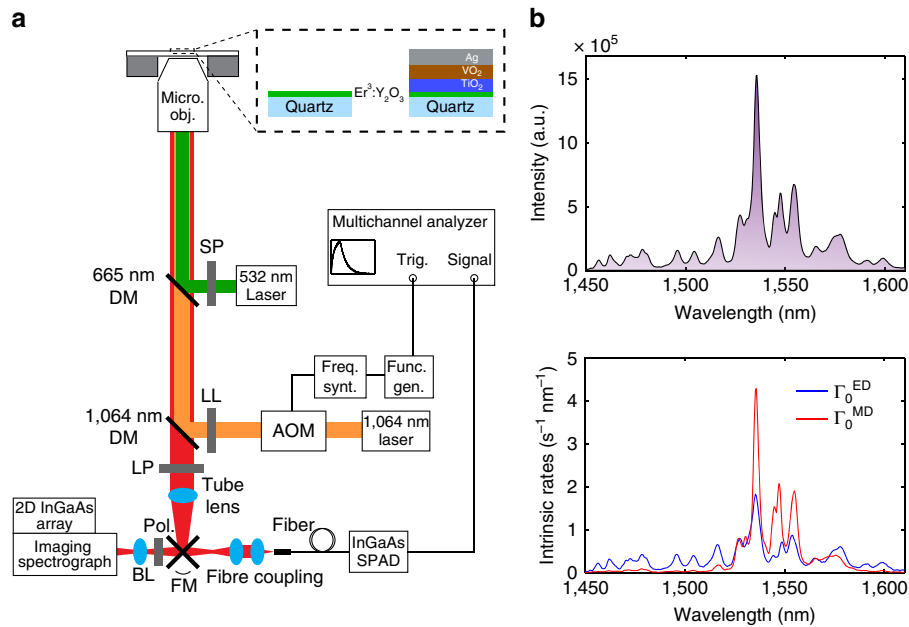 a
Micro.
obj.
Er³:Y₂O₃
Quartz
Ag
VO₂
TiO₂
Quartz
Multichannel analyzer
Trig.
Signal
SP
665 nm
DM
532 nm
Laser
Freq.
synt.
Func.
gen.
1,064 nm
DM
LL
AOM
1,064 nm
laser
LP
Tube
lens
2D InGaAs
array
Imaging
spectrograph
Pol.
BL
FM
Fibre coupling
Fiber
InGaAs
SPAD
b
× 10⁵
15
10
5
0
Intensity (a.u.)
1,450
1,500
1,550
1,600
Wavelength (nm)
5
4
3
2
1
0
Intrinsic rates (s⁻¹ nm⁻¹)
Γ₀ᴱᴰ
Γ₀ᴹᴰ
1,450
1,500
1,550
1,600
Wavelength (nm)